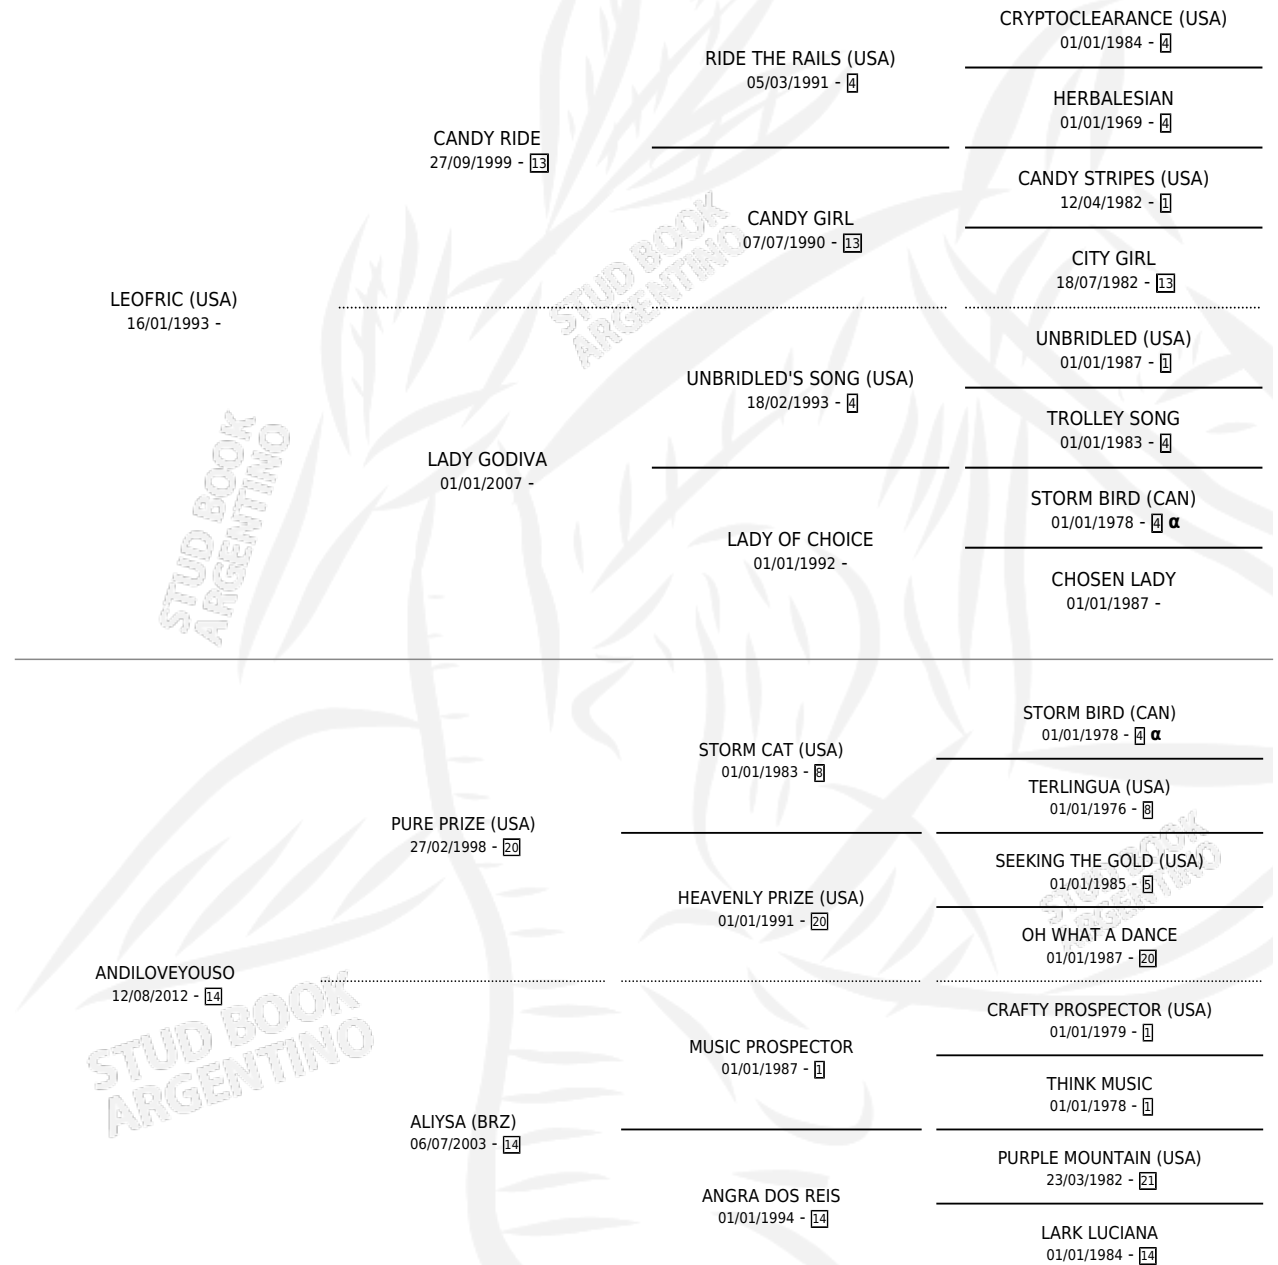 CRYPTOCLEARANCE (USA)
01/01/1984 - 4
RIDE THE RAILS (USA)
05/03/1991 - 4
HERBALESIAN
01/01/1969 - 4
CANDY RIDE
27/09/1999 - 13
CANDY STRIPES (USA)
12/04/1982 - 1
CANDY GIRL
07/07/1990 - 13
CITY GIRL
18/07/1982 - 13
LEOFRIC (USA)
16/01/1993 -
UNBRIDLED (USA)
01/01/1987 - 1
UNBRIDLED'S SONG (USA)
18/02/1993 - 4
TROLLEY SONG
01/01/1983 - 4
LADY GODIVA
01/01/2007 -
STORM BIRD (CAN)
01/01/1978 - 4 α
LADY OF CHOICE
01/01/1992 -
CHOSEN LADY
01/01/1987 -
STORM BIRD (CAN)
01/01/1978 - 4 α
STORM CAT (USA)
01/01/1983 - 8
TERLINGUA (USA)
01/01/1976 - 8
PURE PRIZE (USA)
27/02/1998 - 20
SEEKING THE GOLD (USA)
01/01/1985 - 5
HEAVENLY PRIZE (USA)
01/01/1991 - 20
OH WHAT A DANCE
01/01/1987 - 20
ANDILOVEYOUSO
12/08/2012 - 14
CRAFTY PROSPECTOR (USA)
01/01/1979 - 1
MUSIC PROSPECTOR
01/01/1987 - 1
THINK MUSIC
01/01/1978 - 1
ALIYSA (BRZ)
06/07/2003 - 14
PURPLE MOUNTAIN (USA)
23/03/1982 - 21
ANGRA DOS REIS
01/01/1994 - 14
LARK LUCIANA
01/01/1984 - 14
STUD BOOK
ARGENTINO
STUD BOOK
ARGENTINO
STUD BOOK
ARGENTINO
STUD BOOK
ARGENTINO